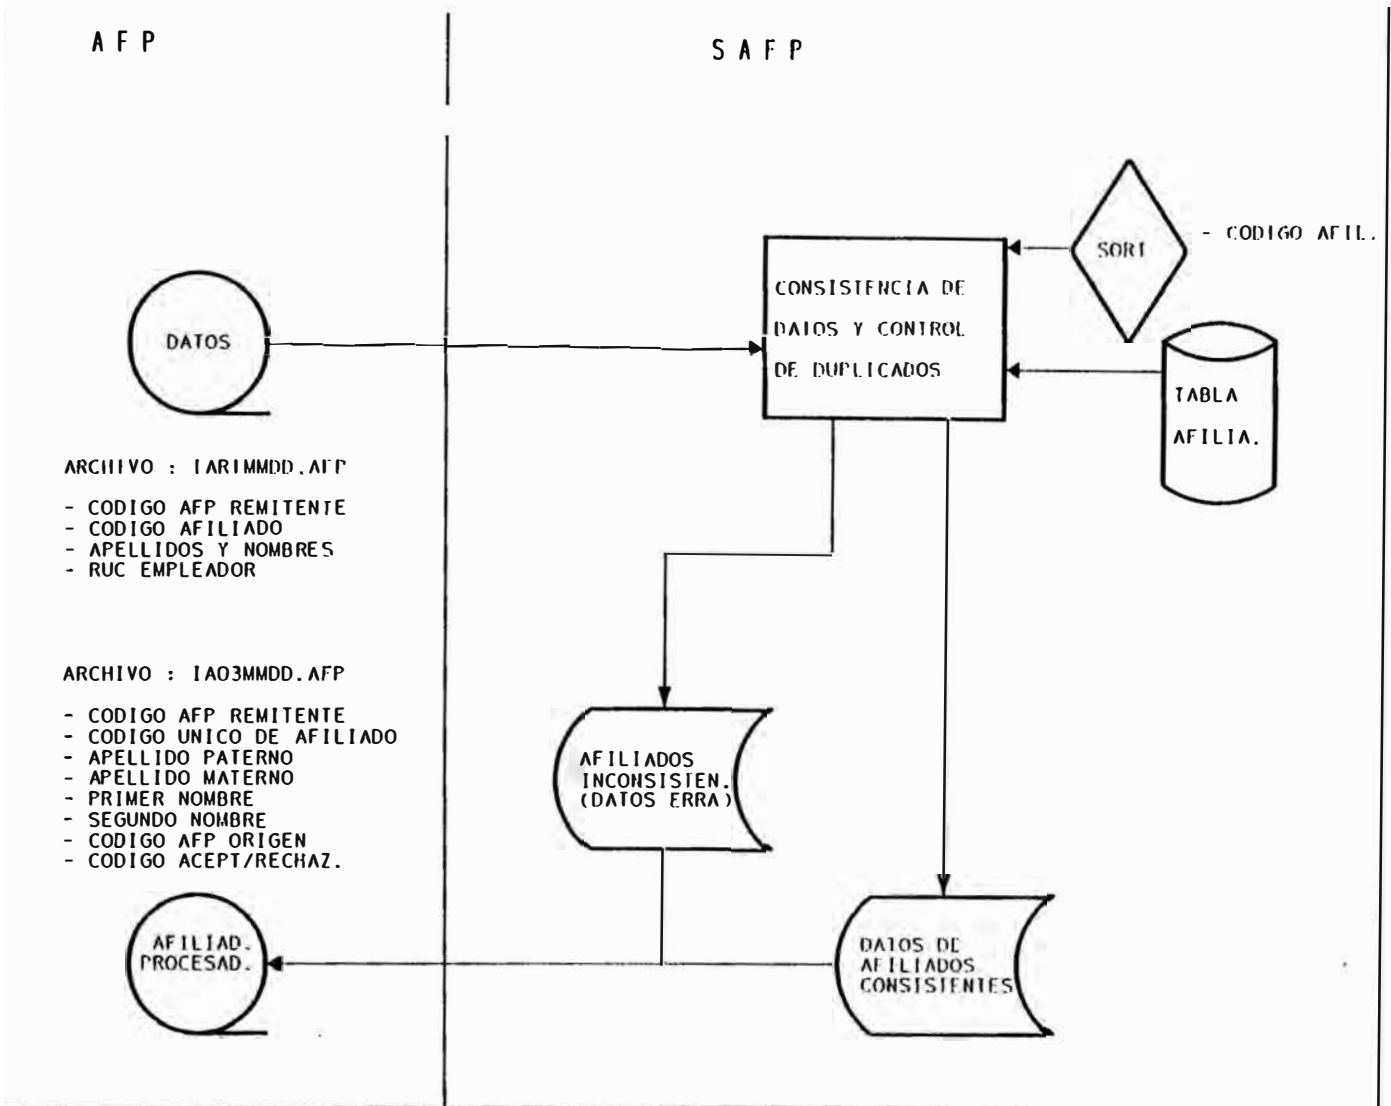 AFP
SAFP
SORT
- CODIGO AFIL.
CONSISTENCIA DE
DATOS Y CONTROL
DE DUPLICADOS
DATOS
TABLA
AFILIA.
ARCHIVO : IAR1MMDD.AFP
- CODIGO AFP REMITENTE
- CODIGO AFILIADO
- APELLIDOS Y NOMBRES
- RUC EMPLEADOR
ARCHIVO : IAO3MMDD.AFP
- CODIGO AFP REMITENTE
- CODIGO UNICO DE AFILIADO
- APELLIDO PATERNO
- APELLIDO MATERNO
- PRIMER NOMBRE
- SEGUNDO NOMBRE
- CODIGO AFP ORIGEN
- CODIGO ACEPT/RECHAZ.
AFILIADOS
INCONSISTEN.
(DATOS ERRA)
AFILIAD.
PROCESAD.
DATOS DE
AFILIADOS
CONSISTENTES